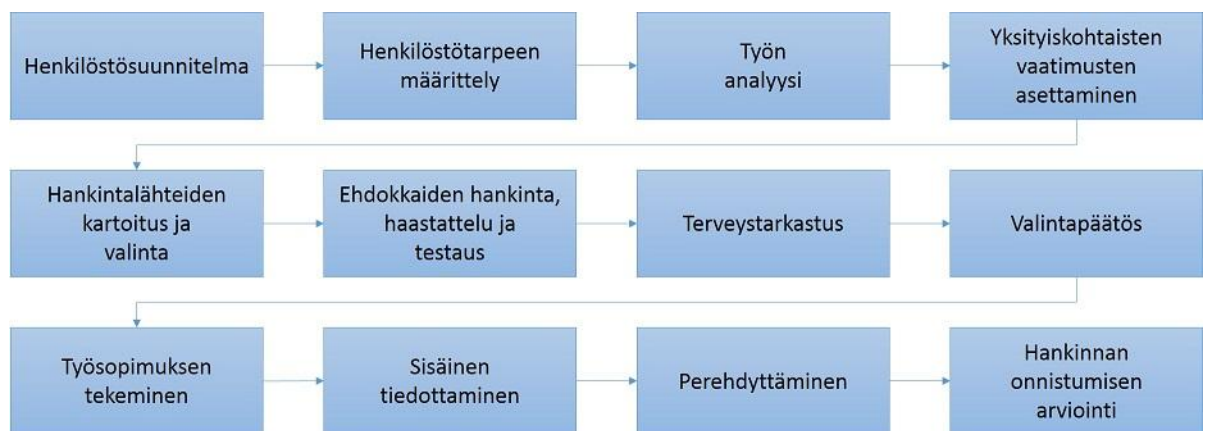 Henkilöstösuunnitelma
Henkilöstötarpeen
määrittely
Työn
analyysi
Yksityiskohtaisten
vaatimusten
asettaminen
Hankintalähteiden
kartoitus ja
valinta
Ehdokkaiden hankinta,
haastattelu ja
testaus
Terveystarkastus
Valintapäätös
Työsopimuksen
tekeminen
Sisäinen
tiedottaminen
Perehdyttäminen
Hankinnan
onnistumisen
arviointi